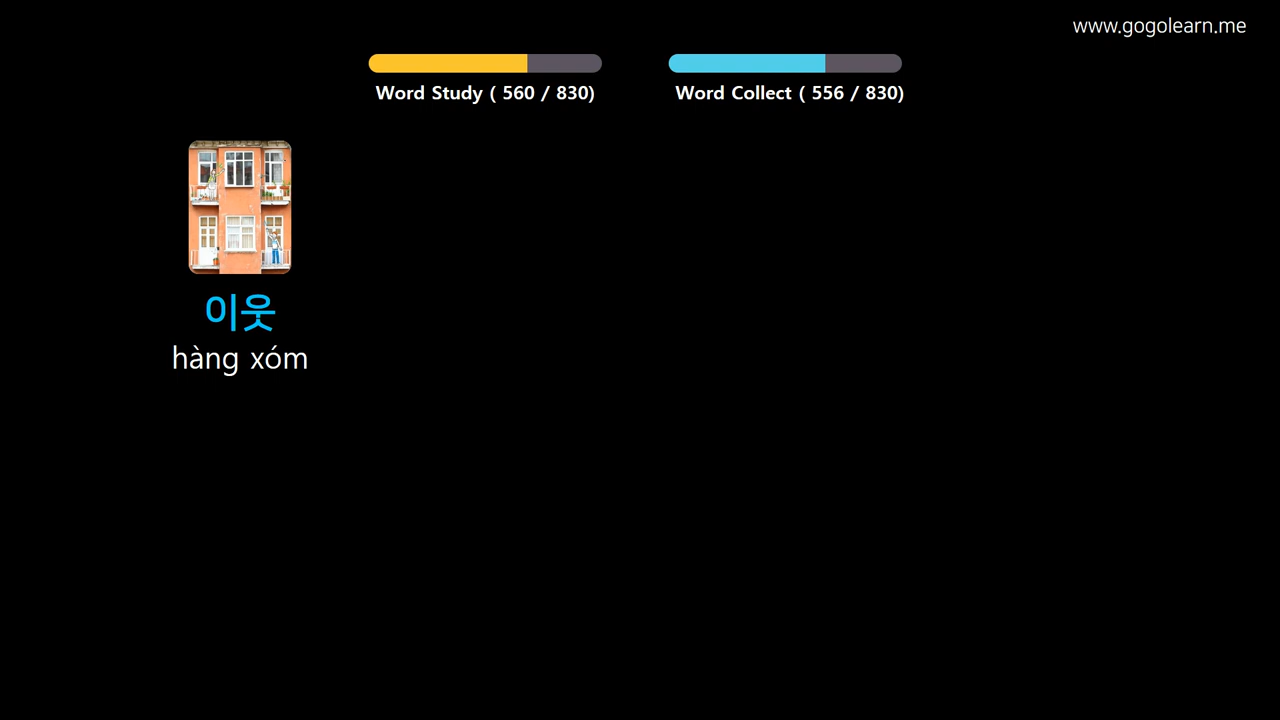 www.gogolearn.me
Word Study ( 560 / 830)
Word Collect ( 556 / 830)
이웃
hàng xóm